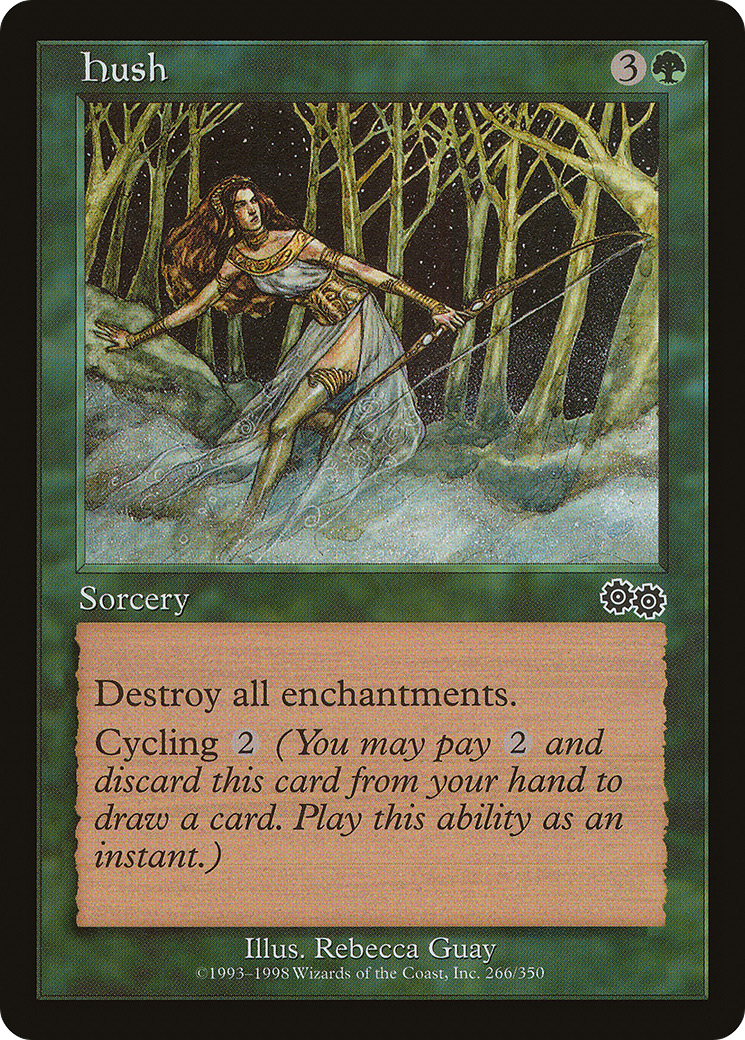 Hush 3
Sorcery
Destroy all enchantments.
Cycling 2 (You may pay 2 and
discard this card from your hand to
draw a card. Play this ability as an
instant.)
Illus. Rebecca Guay
©1993–1998 Wizards of the Coast, Inc. 266/350